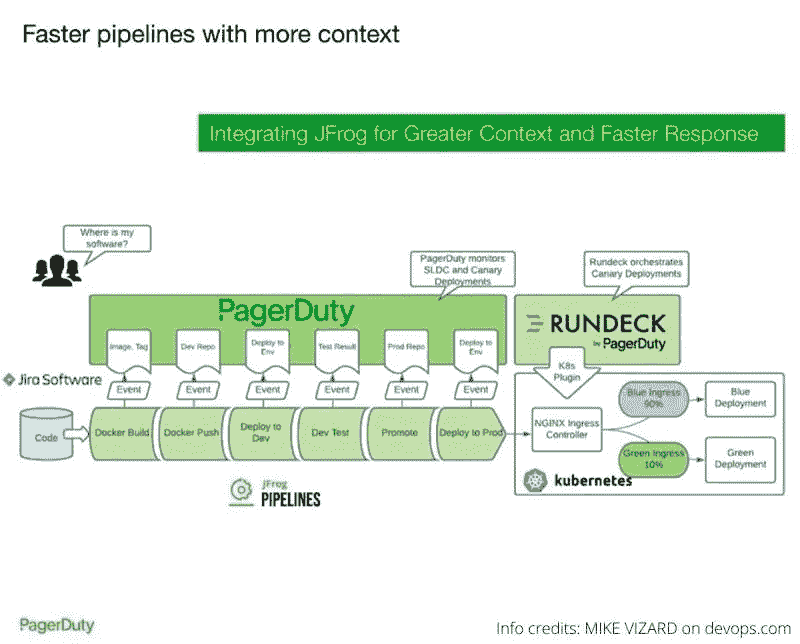 Faster pipelines with more context
Integrating JFrog for Greater Context and Faster Response
Where is my
software?
PagerDuty monitors
SLDC and Canary
Deployments
Rundeck orchestrates
Canary Deployments
PagerDuty
RUNDECK
by PagerDuty
Image, Tag
Dev Repo
Deploy to
Env
Test Result
Prod Repo
Deploy to
Env
K8s
Plugin
Jira Software
Event
Event
Event
Event
Event
Event
Code
Docker Build
Docker Push
Deploy to
Dev
Dev Test
Promote
Deploy to Prod
NGINX Ingress
Controller
Blue Ingress
90%
Blue
Deployment
Green Ingress
10%
Green
Deployment
kubernetes
jFrog
PIPELINES
PagerDuty
Info credits: MIKE VIZARD on devops.com